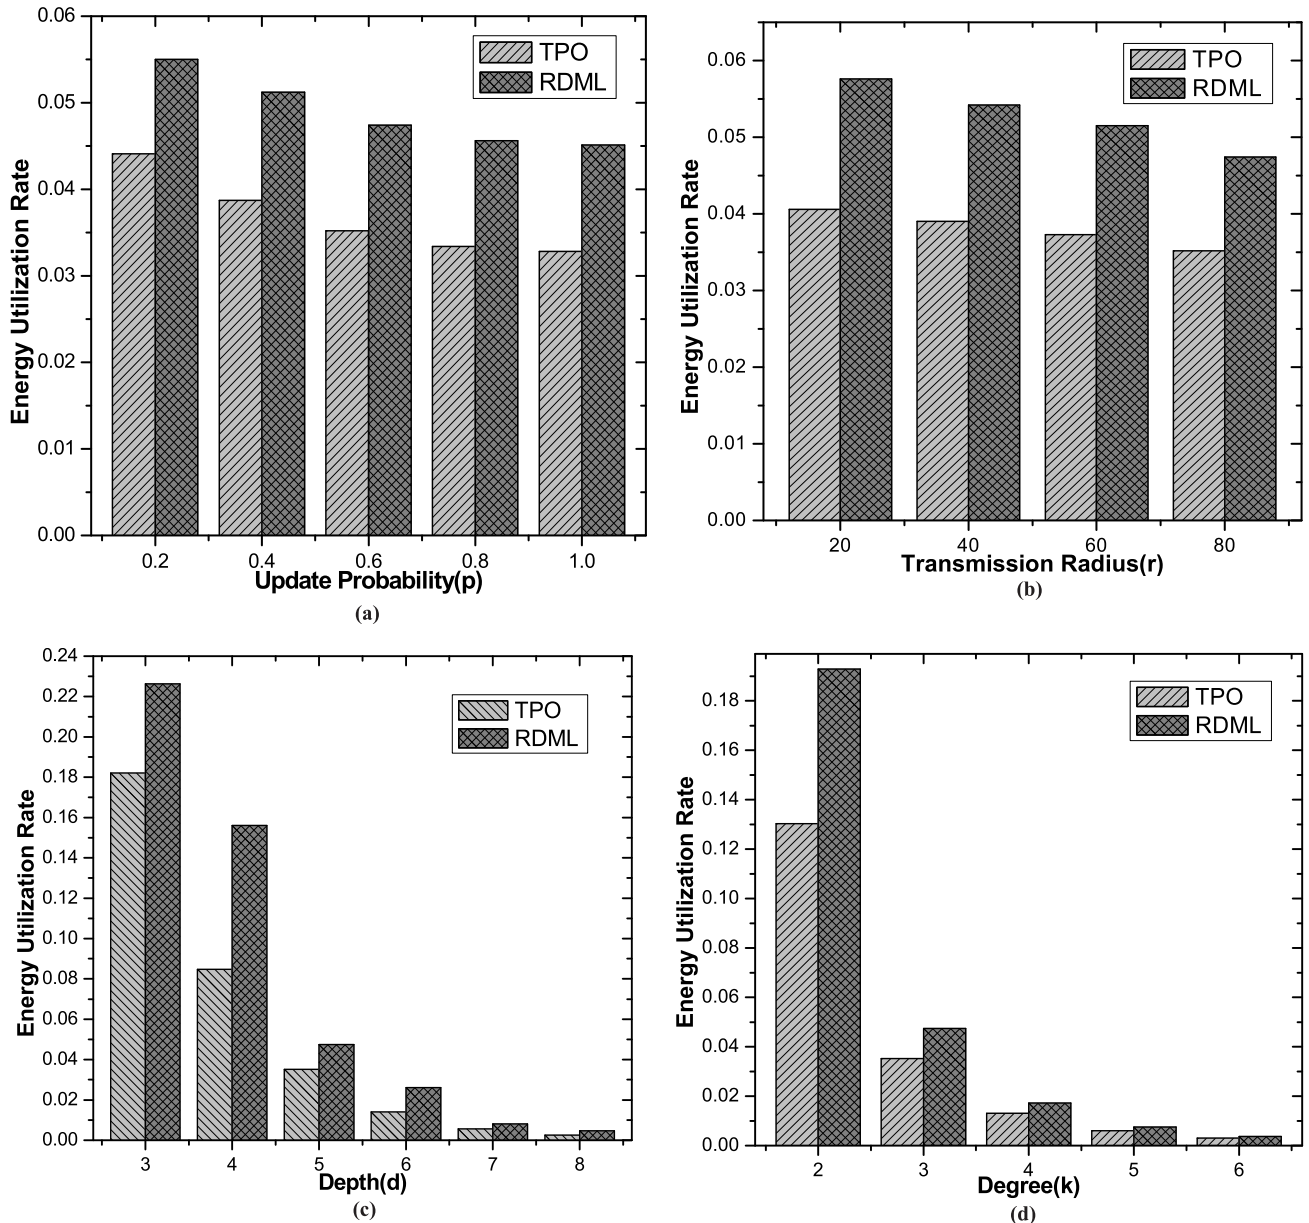 0.06
0.05
0.04
0.03
0.02
0.01
0.00
Energy Utilization Rate
TPO
RDML
0.2 0.4 0.6 0.8 1.0
Update Probability(p)
(a)
0.06
0.05
0.04
0.03
0.02
0.01
0.00
Energy Utilization Rate
TPO
RDML
20 40 60 80
Transmission Radius(r)
(b)
0.24
0.22
0.20
0.18
0.16
0.14
0.12
0.10
0.08
0.06
0.04
0.02
0.00
Energy Utilization Rate
TPO
RDML
3 4 5 6 7 8
Depth(d)
(c)
0.18
0.16
0.14
0.12
0.10
0.08
0.06
0.04
0.02
0.00
Energy Utilization Rate
TPO
RDML
2 3 4 5 6
Degree(k)
(d)